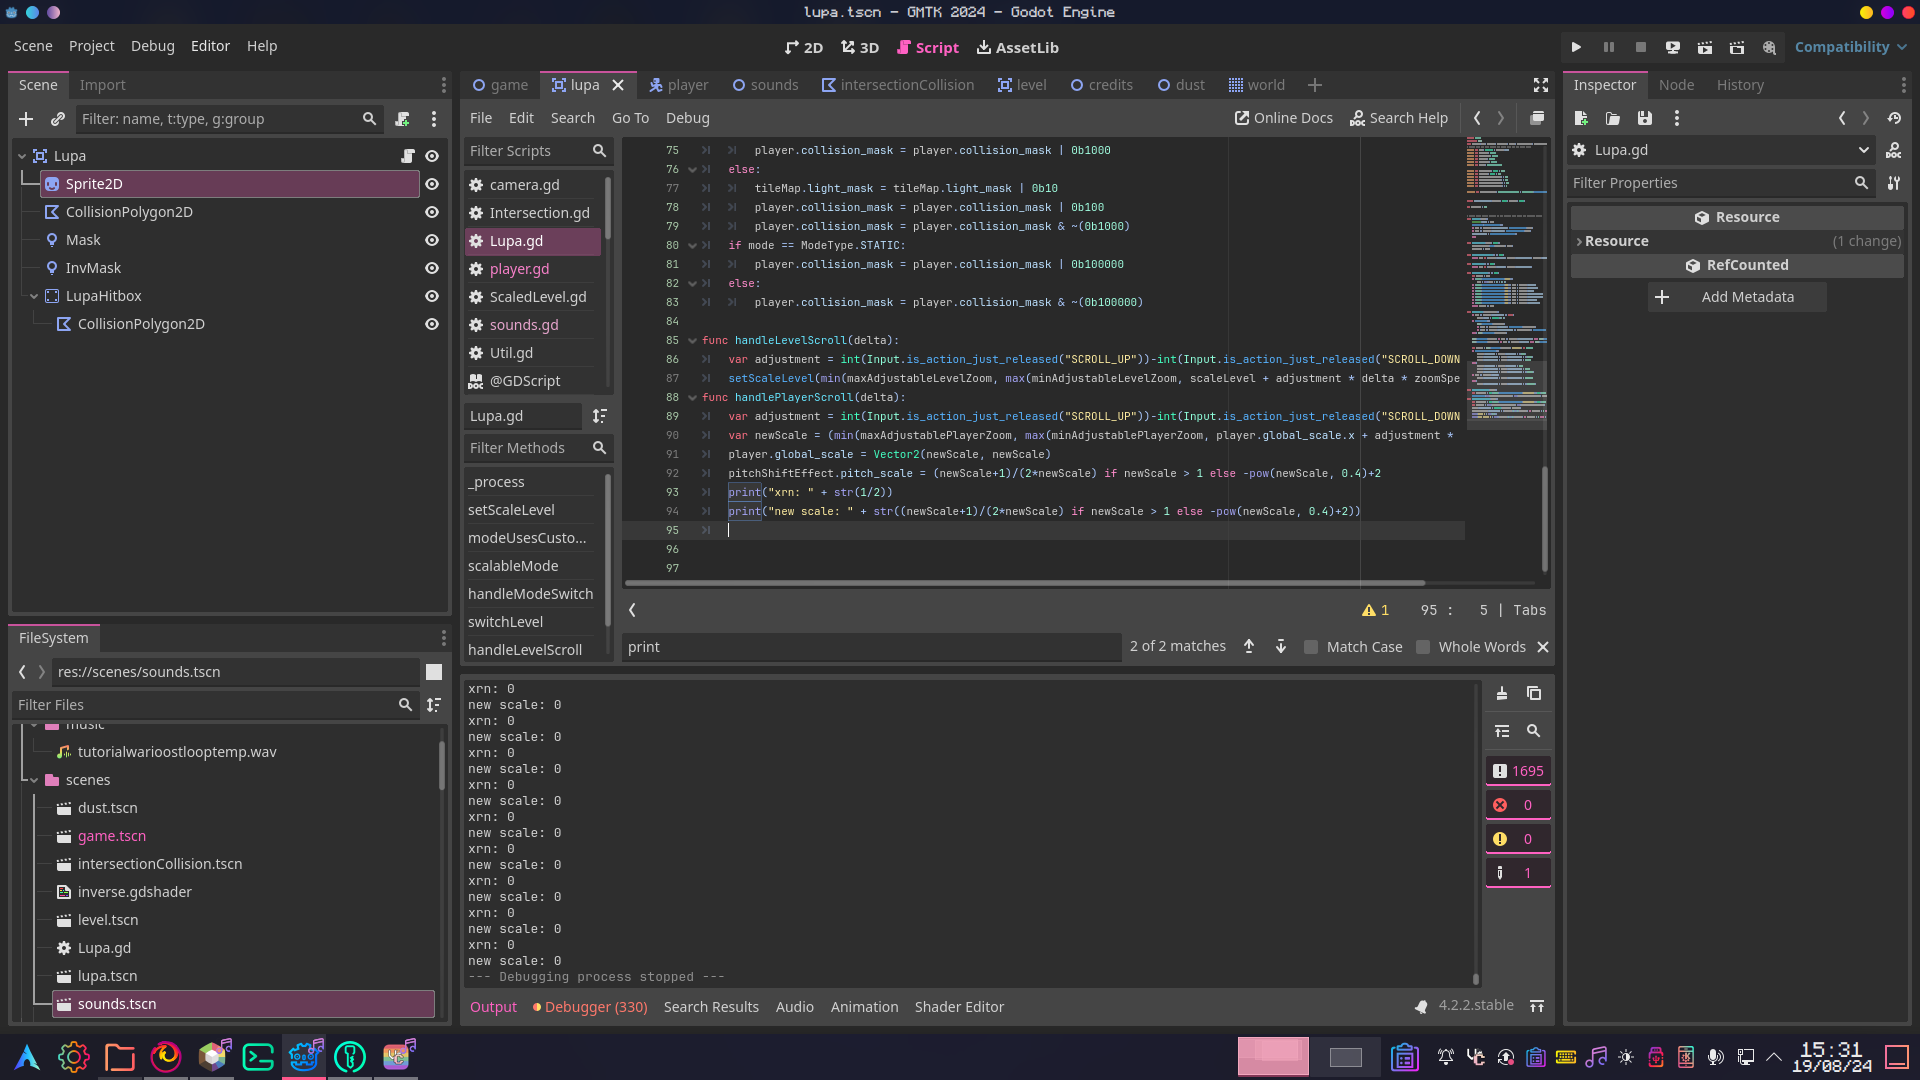 lupa.tscn - GMTK 2024 - Godot Engine
Scene Project Debug Editor Help
2D 3D Script AssetLib
Compatibility
Scene Import
Filter: name, t:type, g:group
Lupa
Sprite2D
CollisionPolygon2D
Mask
InvMask
LupaHitbox
CollisionPolygon2D
FileSystem
res://scenes/sounds.tscn
Filter Files
music
tutorialwarioostlooptemp.wav
scenes
dust.tscn
game.tscn
intersectionCollision.tscn
inverse.gdshader
level.tscn
Lupa.gd
lupa.tscn
sounds.tscn
game lupa player sounds intersectionCollision level credits dust world
File Edit Search Go To Debug
Online Docs Search Help
Filter Scripts
camera.gd
Intersection.gd
Lupa.gd
player.gd
ScaledLevel.gd
sounds.gd
Util.gd
@GDScript
Lupa.gd
Filter Methods
_process
setScaleLevel
modeUsesCusto...
scalableMode
handleModeSwitch
switchLevel
handleLevelScroll
75 player.collision_mask = player.collision_mask | 0b1000
76 else:
77 tileMap.light_mask = tileMap.light_mask | 0b10
78 player.collision_mask = player.collision_mask | 0b100
79 player.collision_mask = player.collision_mask & ~(0b1000)
80 if mode == ModeType.STATIC:
81 player.collision_mask = player.collision_mask | 0b100000
82 else:
83 player.collision_mask = player.collision_mask & ~(0b100000)
84
85 func handleLevelScroll(delta):
86 var adjustment = int(Input.is_action_just_released("SCROLL_UP"))-int(Input.is_action_just_released("SCROLL_DOWN
87 setScaleLevel(min(maxAdjustableLevelZoom, max(minAdjustableLevelZoom, scaleLevel + adjustment * delta * zoomSpe
88 func handlePlayerScroll(delta):
89 var adjustment = int(Input.is_action_just_released("SCROLL_UP"))-int(Input.is_action_just_released("SCROLL_DOWN
90 var newScale = (min(maxAdjustablePlayerZoom, max(minAdjustablePlayerZoom, player.global_scale.x + adjustment *
91 player.global_scale = Vector2(newScale, newScale)
92 pitchShiftEffect.pitch_scale = (newScale+1)/(2*newScale) if newScale > 1 else -pow(newScale, 0.4)+2
93 print("xrn: " + str(1/2))
94 print("new scale: " + str((newScale+1)/(2*newScale) if newScale > 1 else -pow(newScale, 0.4)+2))
95
96
97
1 95 : 5 | Tabs
print
2 of 2 matches Match Case Whole Words
xrn: 0
new scale: 0
xrn: 0
new scale: 0
xrn: 0
new scale: 0
xrn: 0
new scale: 0
xrn: 0
new scale: 0
xrn: 0
new scale: 0
xrn: 0
new scale: 0
xrn: 0
new scale: 0
xrn: 0
new scale: 0
--- Debugging process stopped ---
1695
0
0
1
Output Debugger (330) Search Results Audio Animation Shader Editor
4.2.2.stable
Inspector Node History
Lupa.gd
Filter Properties
Resource
Resource (1 change)
RefCounted
Add Metadata
15:31
19/08/24